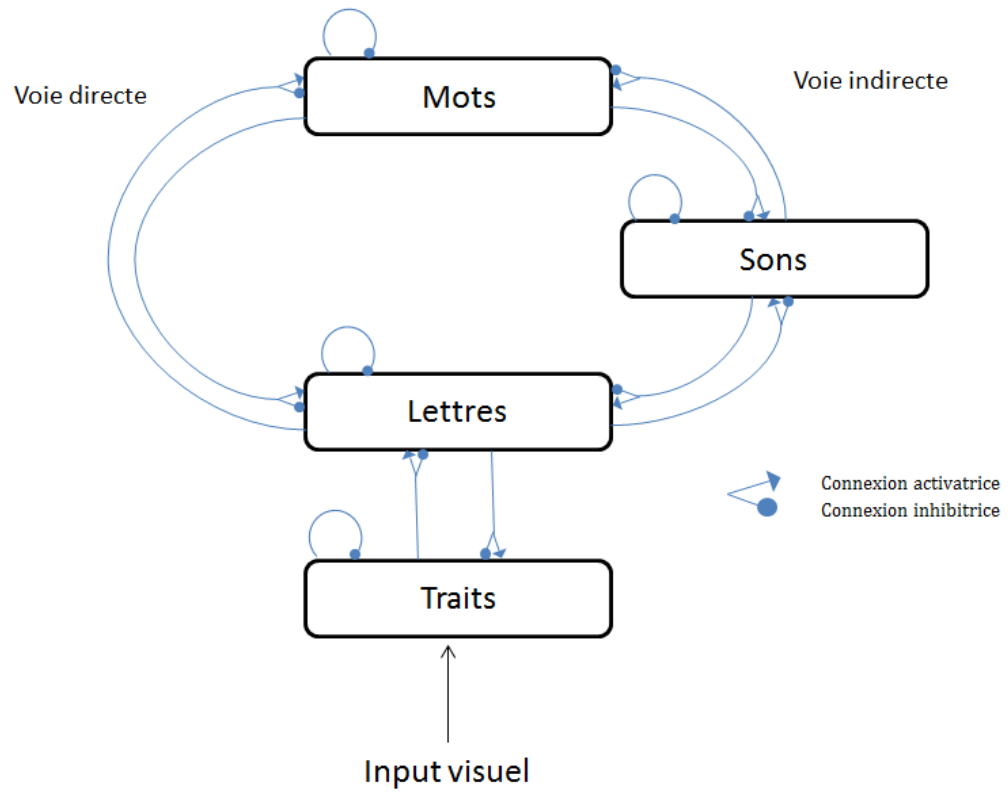 Mots
Voie directe
Voie indirecte
Sons
Lettres
Connexion activatrice
Connexion inhibitrice
Traits
Input visuel